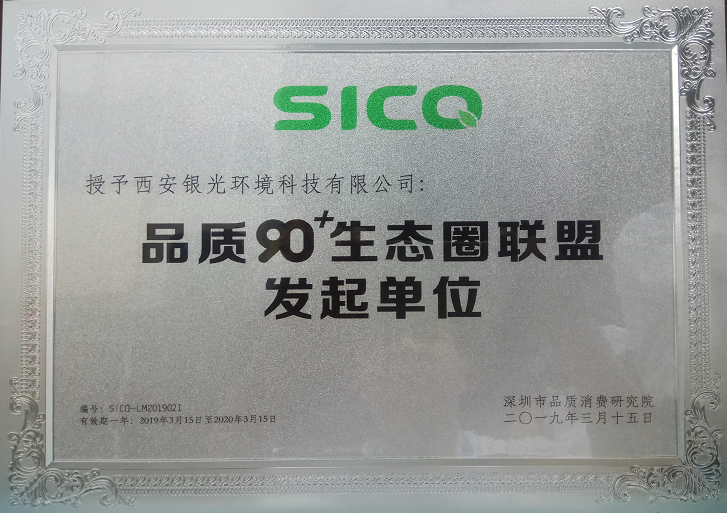 SICQ
授予西安银光环境科技有限公司:
品质90+生态圈联盟
发起单位
编号: SICQ-LM2019021
有效期一年: 2019年3月15日至2020年3月15日
深圳市品质消费研究院
二〇一九年三月十五日